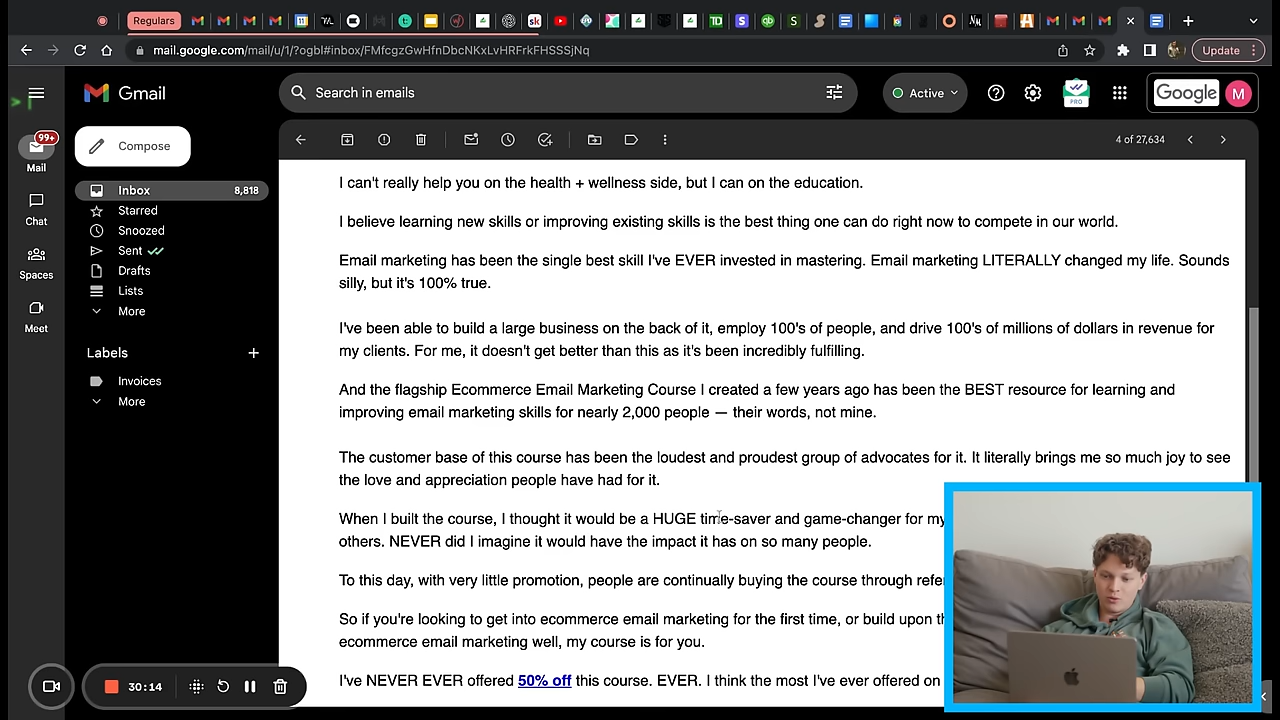 Regulars
mail.google.com/mail/u/1/?ogbl#inbox/FMfcgzGwHfnDbcNKxLvHRFrkFHSSSjNq
Update
Gmail
Search in emails
Active
PRO
Google
M
99+
Mail
Chat
Spaces
Meet
Compose
Inbox 8,818
Starred
Snoozed
Sent
Drafts
Lists
More
Labels
Invoices
More
4 of 27,634
I can't really help you on the health + wellness side, but I can on the education.
I believe learning new skills or improving existing skills is the best thing one can do right now to compete in our world.
Email marketing has been the single best skill I've EVER invested in mastering. Email marketing LITERALLY changed my life. Sounds
silly, but it's 100% true.
I've been able to build a large business on the back of it, employ 100's of people, and drive 100's of millions of dollars in revenue for
my clients. For me, it doesn't get better than this as it's been incredibly fulfilling.
And the flagship Ecommerce Email Marketing Course I created a few years ago has been the BEST resource for learning and
improving email marketing skills for nearly 2,000 people — their words, not mine.
The customer base of this course has been the loudest and proudest group of advocates for it. It literally brings me so much joy to see
the love and appreciation people have had for it.
When I built the course, I thought it would be a HUGE time-saver and game-changer for my
others. NEVER did I imagine it would have the impact it has on so many people.
To this day, with very little promotion, people are continually buying the course through
So if you're looking to get into ecommerce email marketing for the first time, or build upon
ecommerce email marketing well, my course is for you.
I've NEVER EVER offered 50% off this course. EVER. I think the most I've ever offered on
30:14